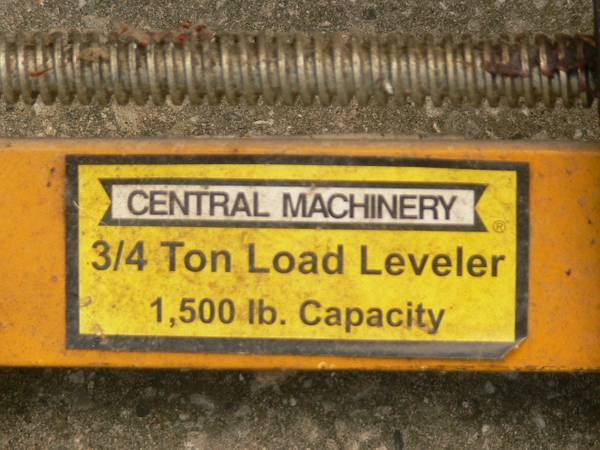 CENTRAL MACHINERY ®
3/4 Ton Load Leveler
1,500 lb. Capacity